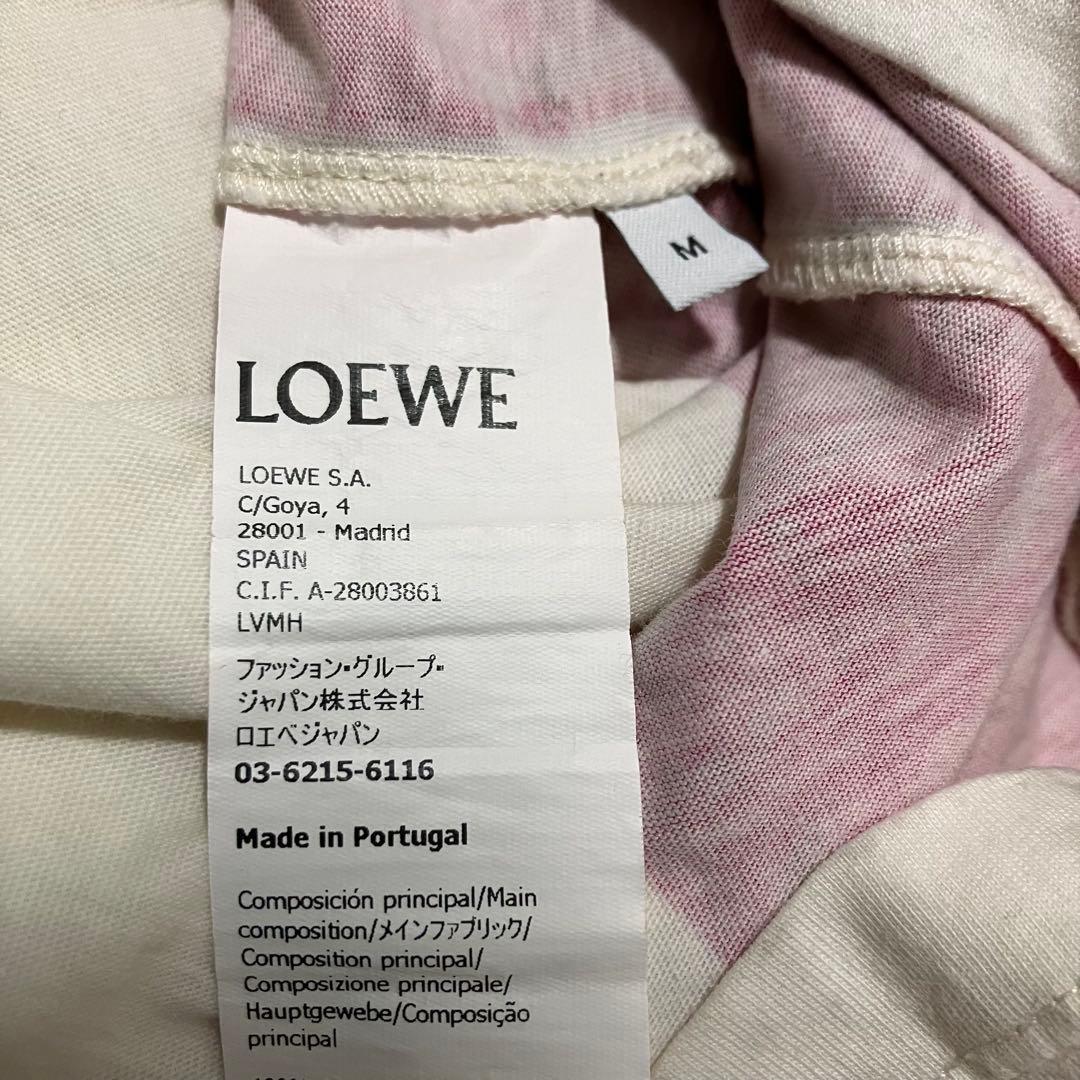 M
LOEWE
LOEWE S.A.
C/Goya, 4
28001 - Madrid
SPAIN
C.I.F. A-28003861
LVMH
ファッション・グループ・
ジャパン株式会社
ロエベジャパン
03-6215-6116
Made in Portugal
Composición principal/Main
composition/メインファブリック/
Composition principal/
Composizione principale/
Hauptgewebe/Composição
principal